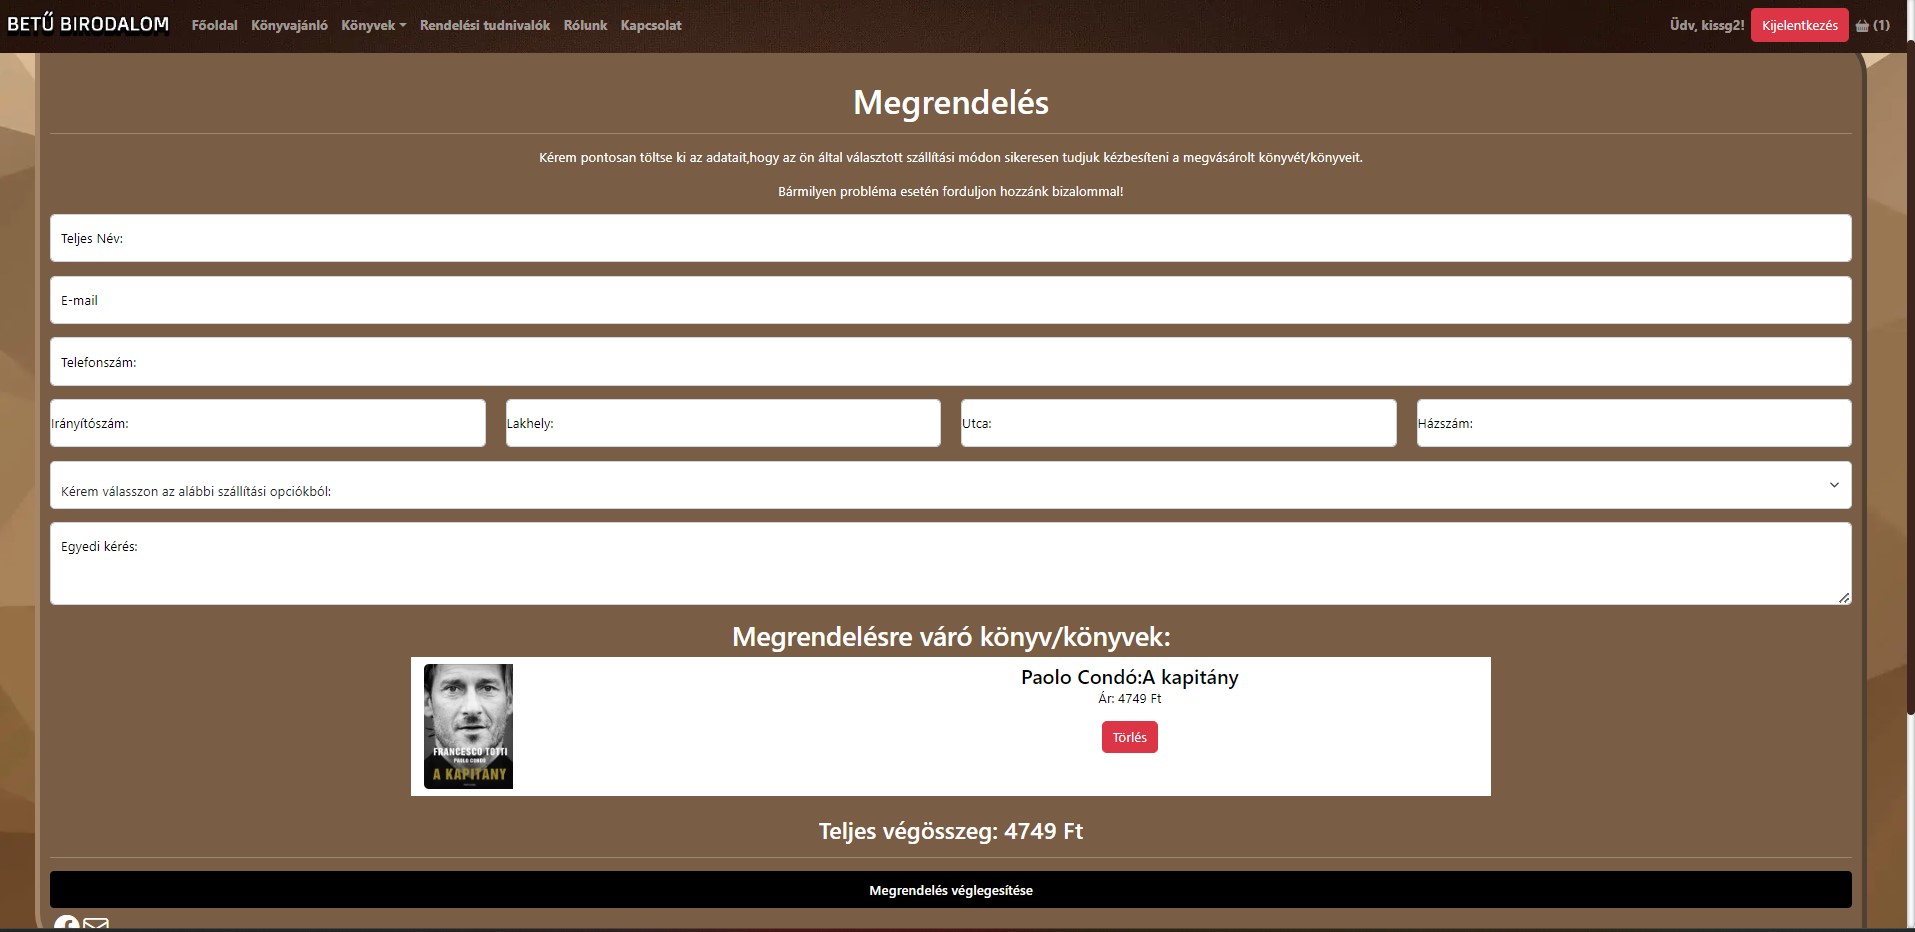 BETŰ BIRODALOM Főoldal Könyvajánló Könyvek Rendelési tudnivalók Rólunk Kapcsolat Üdv, kissg2! Kijelentkezés (1)
Megrendelés
Kérem pontosan töltse ki az adatait,hogy az ön által választott szállítási módon sikeresen tudjuk kézbesíteni a megvásárolt könyvét/könyveit.
Bármilyen probléma esetén forduljon hozzánk bizalommal!
Teljes Név:
E-mail
Telefonszám:
Irányítószám: Lakhely: Utca: Házszám:
Kérem válasszon az alábbi szállítási opciókból:
Egyedi kérés:
Megrendelésre váró könyv/könyvek:
FRANCESCO TOTTI
PAOLO CONDÓ
A KAPITÁNY
Paolo Condó:A kapitány
Ár: 4749 Ft
Törlés
Teljes végösszeg: 4749 Ft
Megrendelés véglegesítése